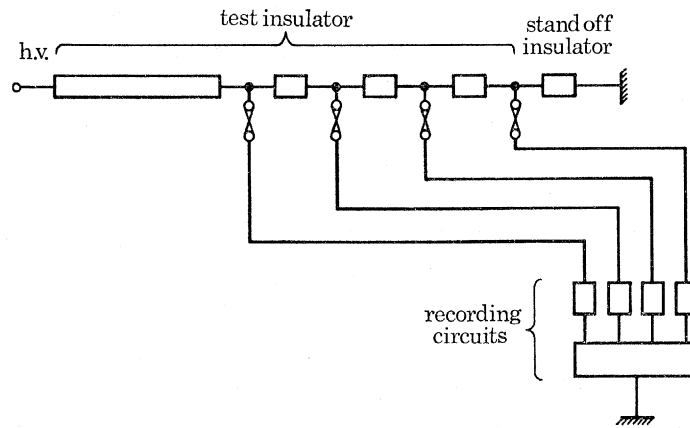 test insulator
stand off
insulator
h.v.
recording
circuits